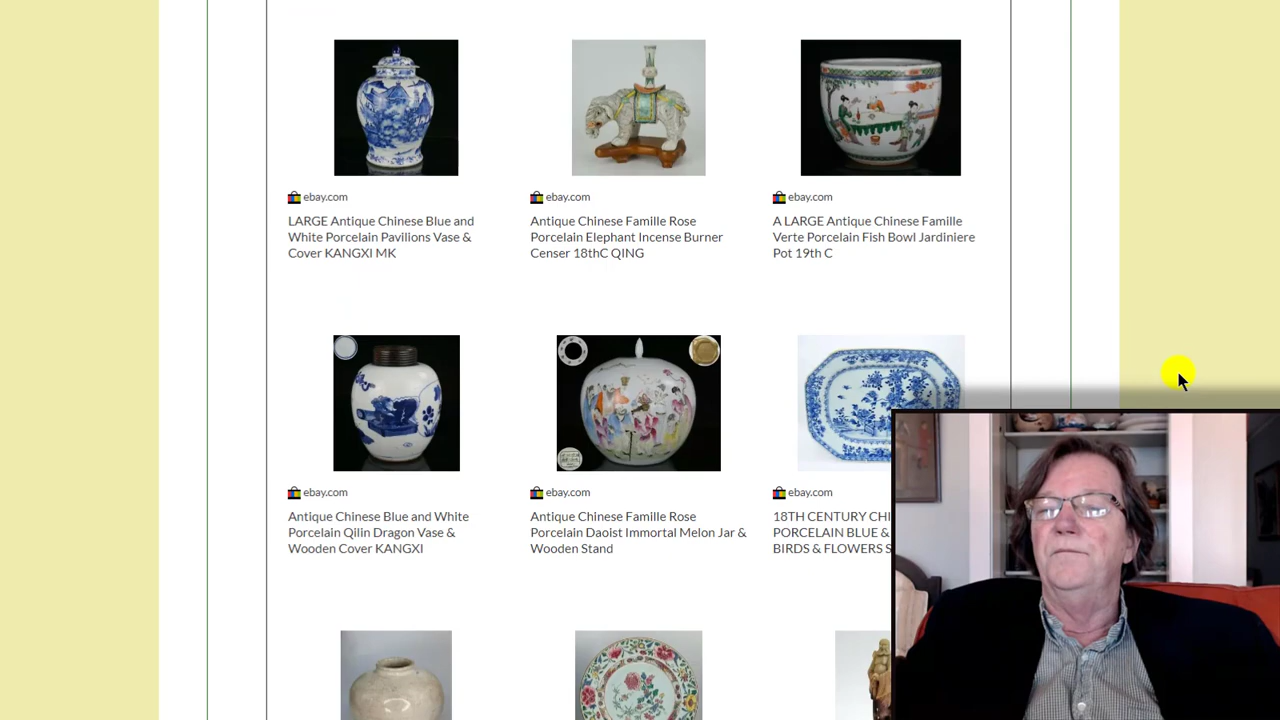 ebay.com
LARGE Antique Chinese Blue and
White Porcelain Pavilions Vase &
Cover KANGXI MK
ebay.com
Antique Chinese Famille Rose
Porcelain Elephant Incense Burner
Censer 18thC QING
ebay.com
A LARGE Antique Chinese Famille
Verte Porcelain Fish Bowl Jardiniere
Pot 19th C
ebay.com
Antique Chinese Blue and White
Porcelain Qilin Dragon Vase &
Wooden Cover KANGXI
ebay.com
Antique Chinese Famille Rose
Porcelain Daoist Immortal Melon Jar &
Wooden Stand
ebay.com
18TH CENTURY CHI
PORCELAIN BLUE &
BIRDS & FLOWERS S